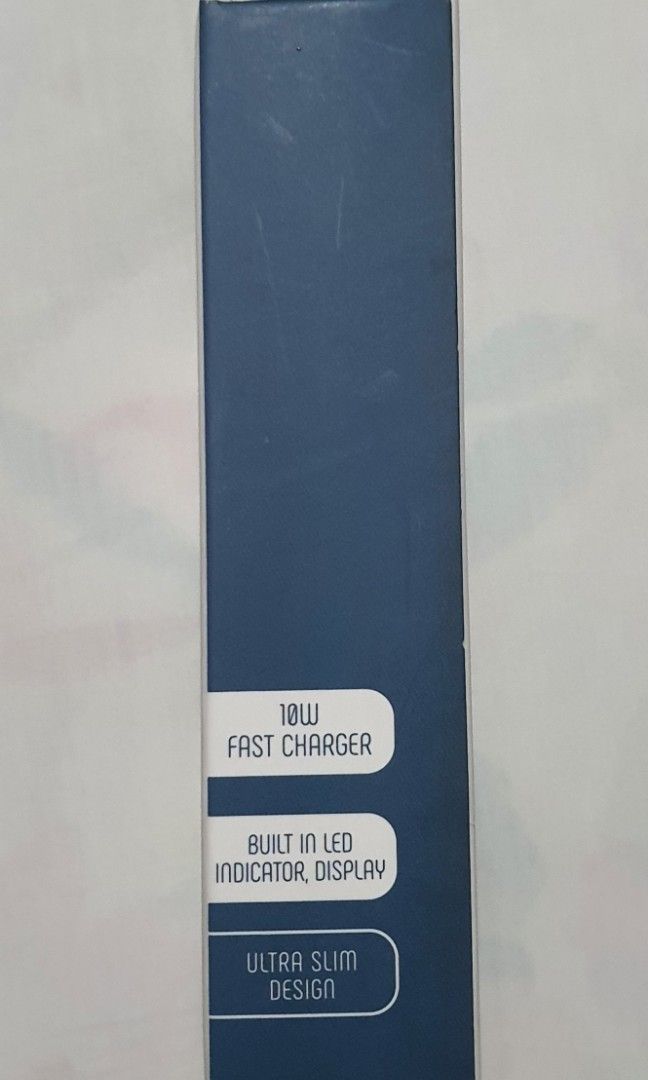 10W
FAST CHARGER
BUILT IN LED
INDICATOR, DISPLAY
ULTRA SLIM
DESIGN